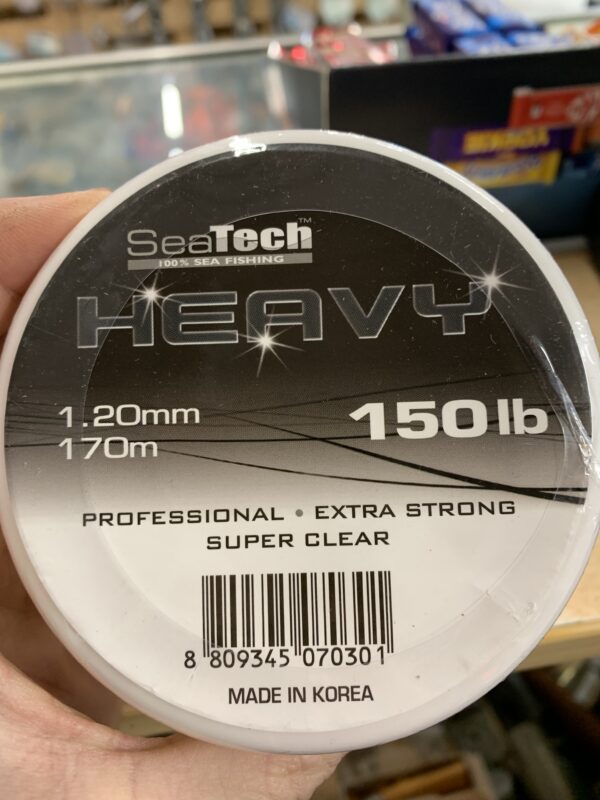 SeaTech™
100% SEA FISHING
HEAVY
1.20mm
170m
150lb
PROFESSIONAL • EXTRA STRONG
SUPER CLEAR
8 809345 070301
MADE IN KOREA